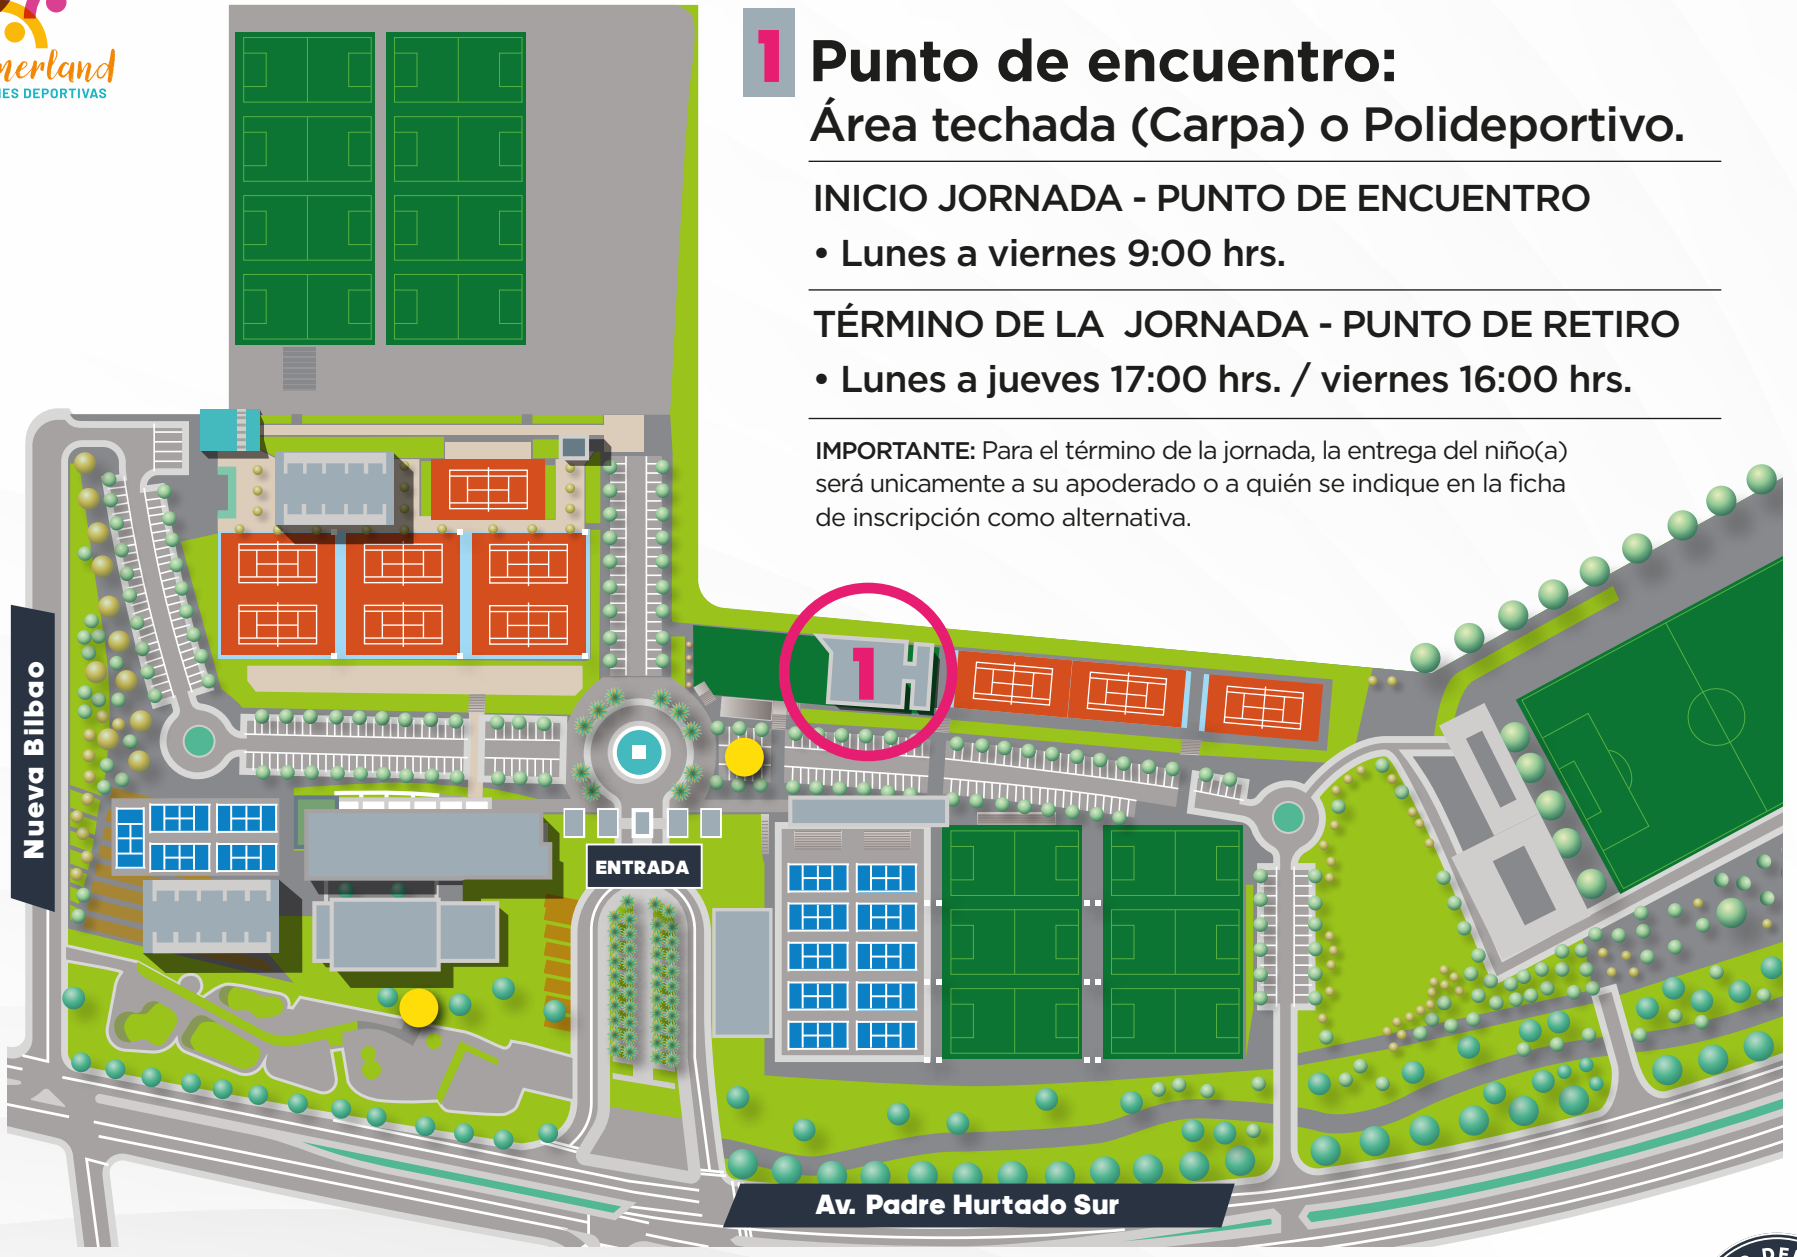 1 Punto de encuentro:
Área techada (Carpa) o Polideportivo.
INICIO JORNADA - PUNTO DE ENCUENTRO
• Lunes a viernes 9:00 hrs.
TÉRMINO DE LA JORNADA - PUNTO DE RETIRO
• Lunes a jueves 17:00 hrs. / viernes 16:00 hrs.
IMPORTANTE: Para el término de la jornada, la entrega del niño(a)
será unicamente a su apoderado o a quién se indique en la ficha
de inscripción como alternativa.
1
Nueva Bilbao
ENTRADA
Av. Padre Hurtado Sur
DEPORTIVAS
DE